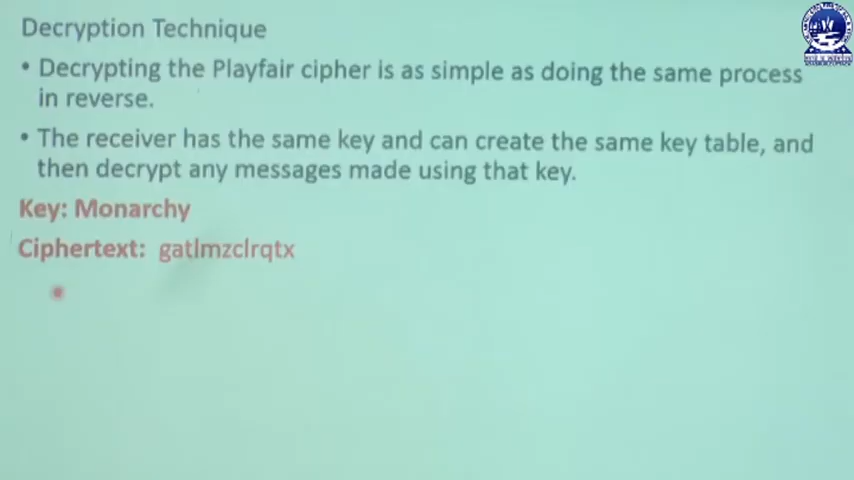 Decryption Technique
• Decrypting the Playfair cipher is as simple as doing the same process
in reverse.
• The receiver has the same key and can create the same key table, and
then decrypt any messages made using that key.
Key: Monarchy
Ciphertext: gatlmzclrqtx